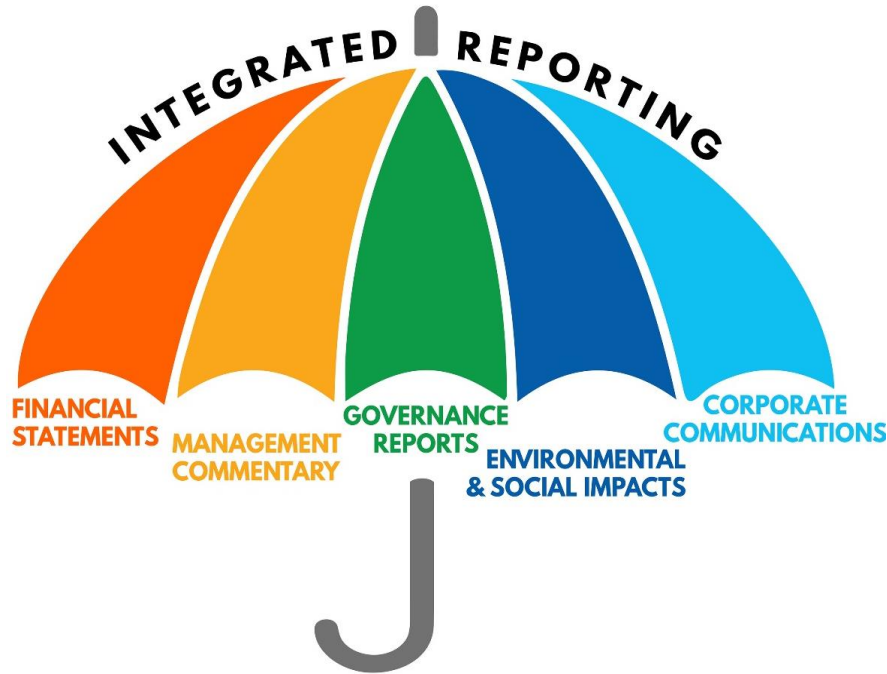 INTEGRATED REPORTING
FINANCIAL
STATEMENTS
MANAGEMENT
COMMENTARY
GOVERNANCE
REPORTS
ENVIRONMENTAL
& SOCIAL IMPACTS
CORPORATE
COMMUNICATIONS